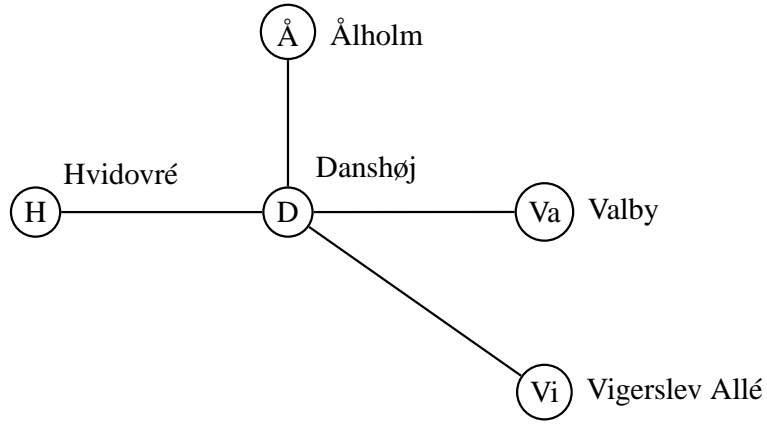 Å Ålholm
Hvidovré
Danshøj
H
D
Va Valby
Vi Vigerslev Allé